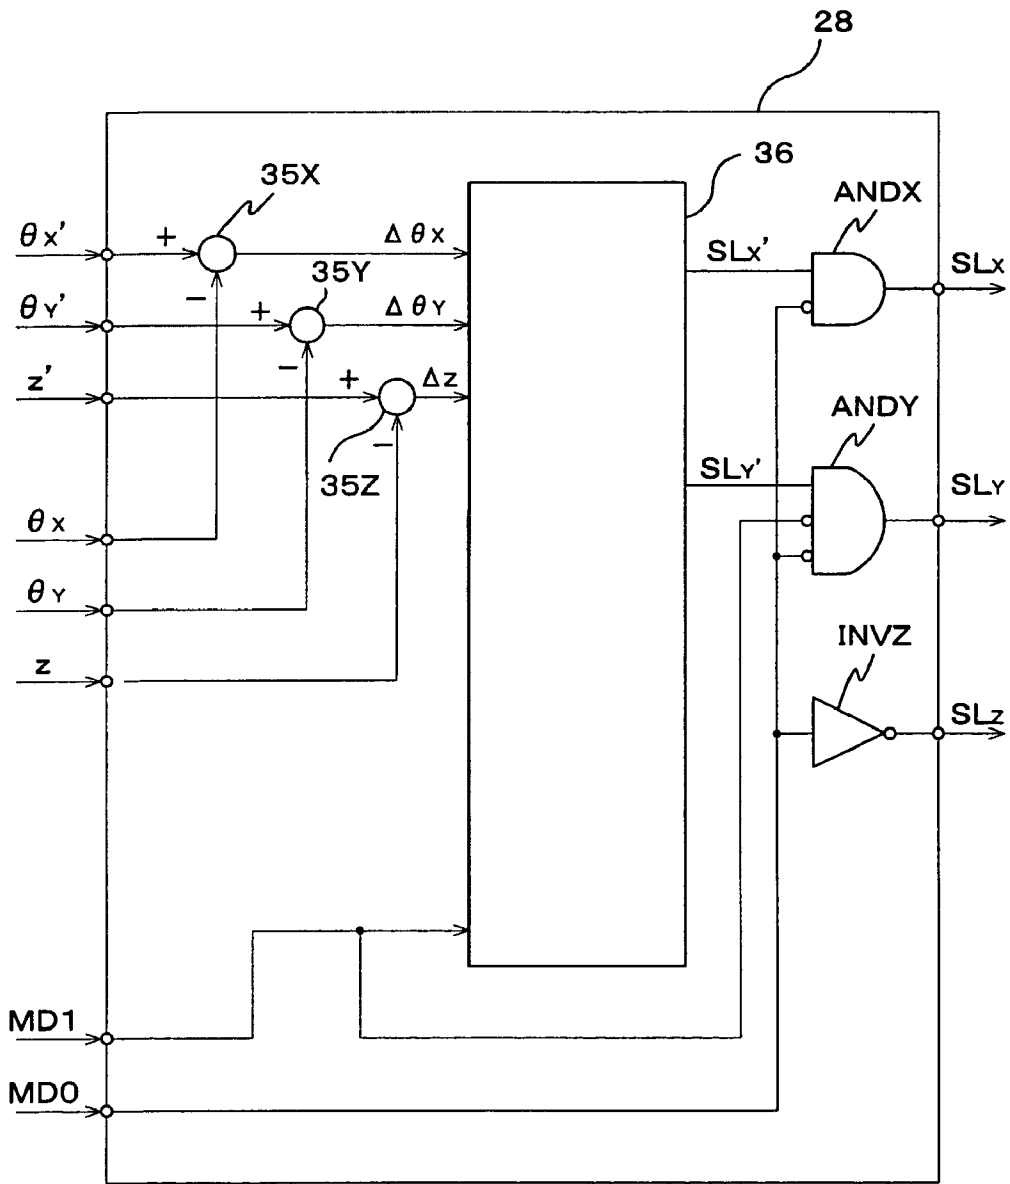 28
36
35X
ANDX
θX'
+
ΔθX
SLX'
SLX
35Y
−
θY'
+
ΔθY
−
z'
+
Δz
ANDY
−
35Z
SLY'
SLY
θX
θY
INVZ
z
SLZ
MD1
MD0